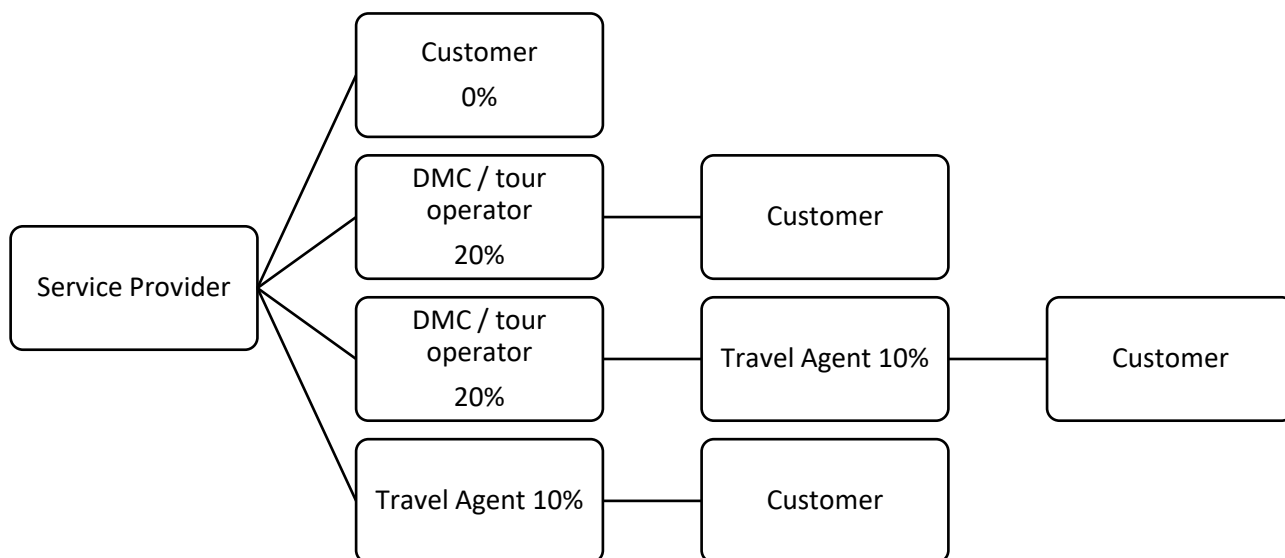 Customer
0%
DMC / tour
operator
20%
Customer
Service Provider
DMC / tour
operator
20%
Travel Agent 10%
Customer
Travel Agent 10%
Customer